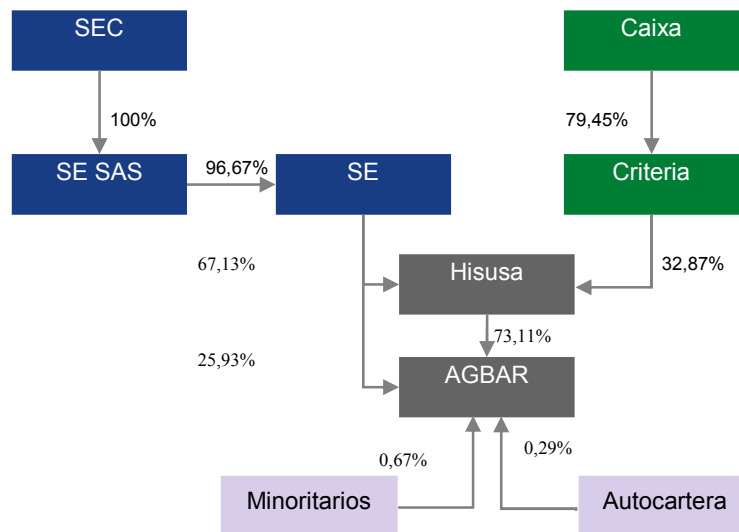 SEC
Caixa
100%
79,45%
SE SAS
96,67%
SE
Criteria
67,13%
Hisusa
32,87%
73,11%
25,93%
AGBAR
0,67%
0,29%
Minoritarios
Autocartera